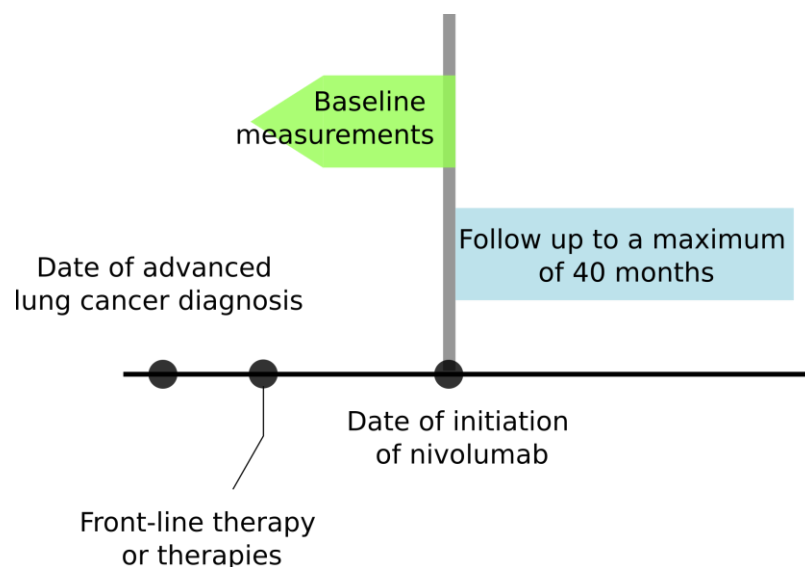 Baseline
measurements
Follow up to a maximum
of 40 months
Date of advanced
lung cancer diagnosis
Date of initiation
of nivolumab
Front-line therapy
or therapies